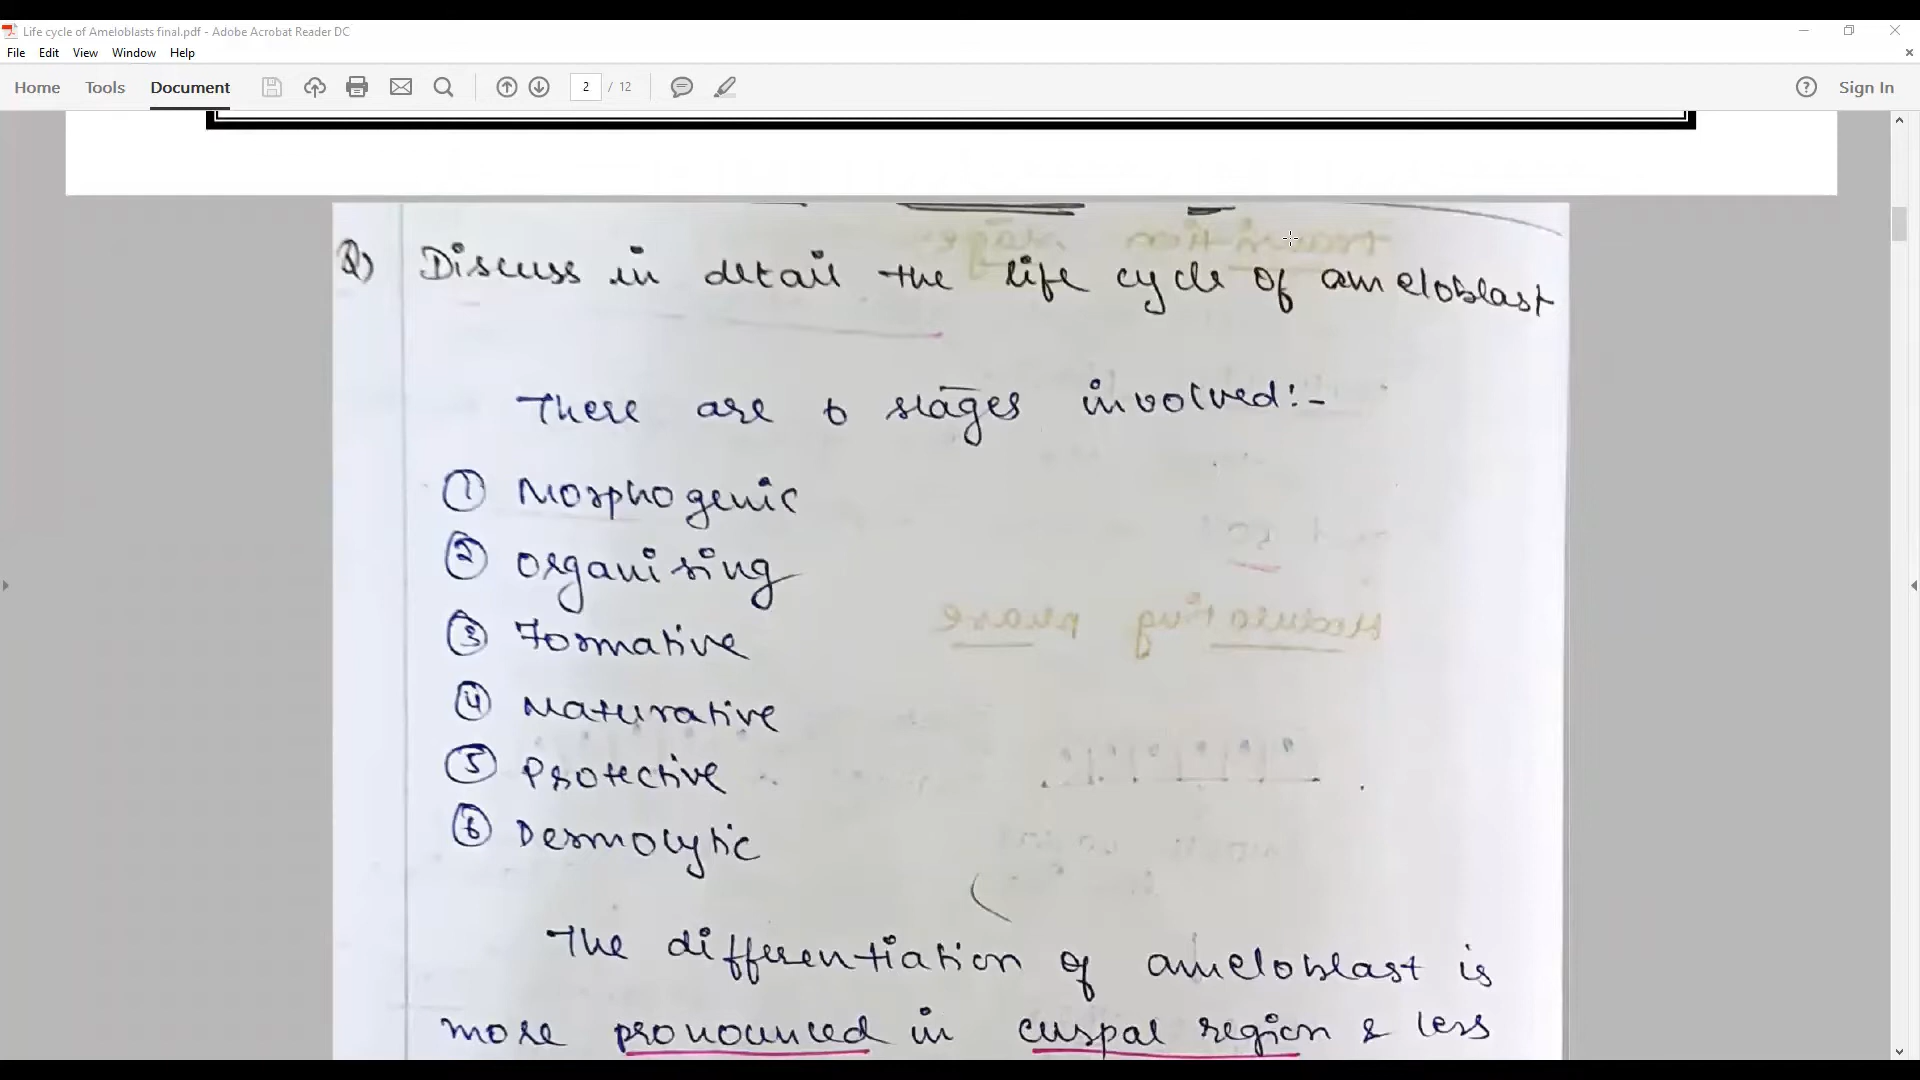 Life cycle of Ameloblasts final.pdf - Adobe Acrobat Reader DC
File Edit View Window Help
Home Tools Document 2 / 12 Sign In
Q) Discuss in detail the life cycle of ameloblast
There are 6 stages involved:-
① Morphogenic
② Organising
③ Formative
④ Maturative
⑤ Protective
⑥ Desmolytic
The differentiation of ameloblast is
more pronounced in cuspal region & less